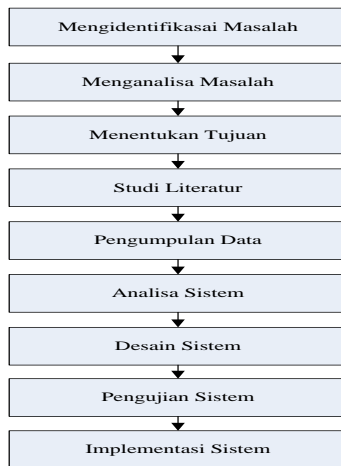 Mengidentifikasai Masalah
Menganalisa Masalah
Menentukan Tujuan
Studi Literatur
Pengumpulan Data
Analisa Sistem
Desain Sistem
Pengujian Sistem
Implementasi Sistem